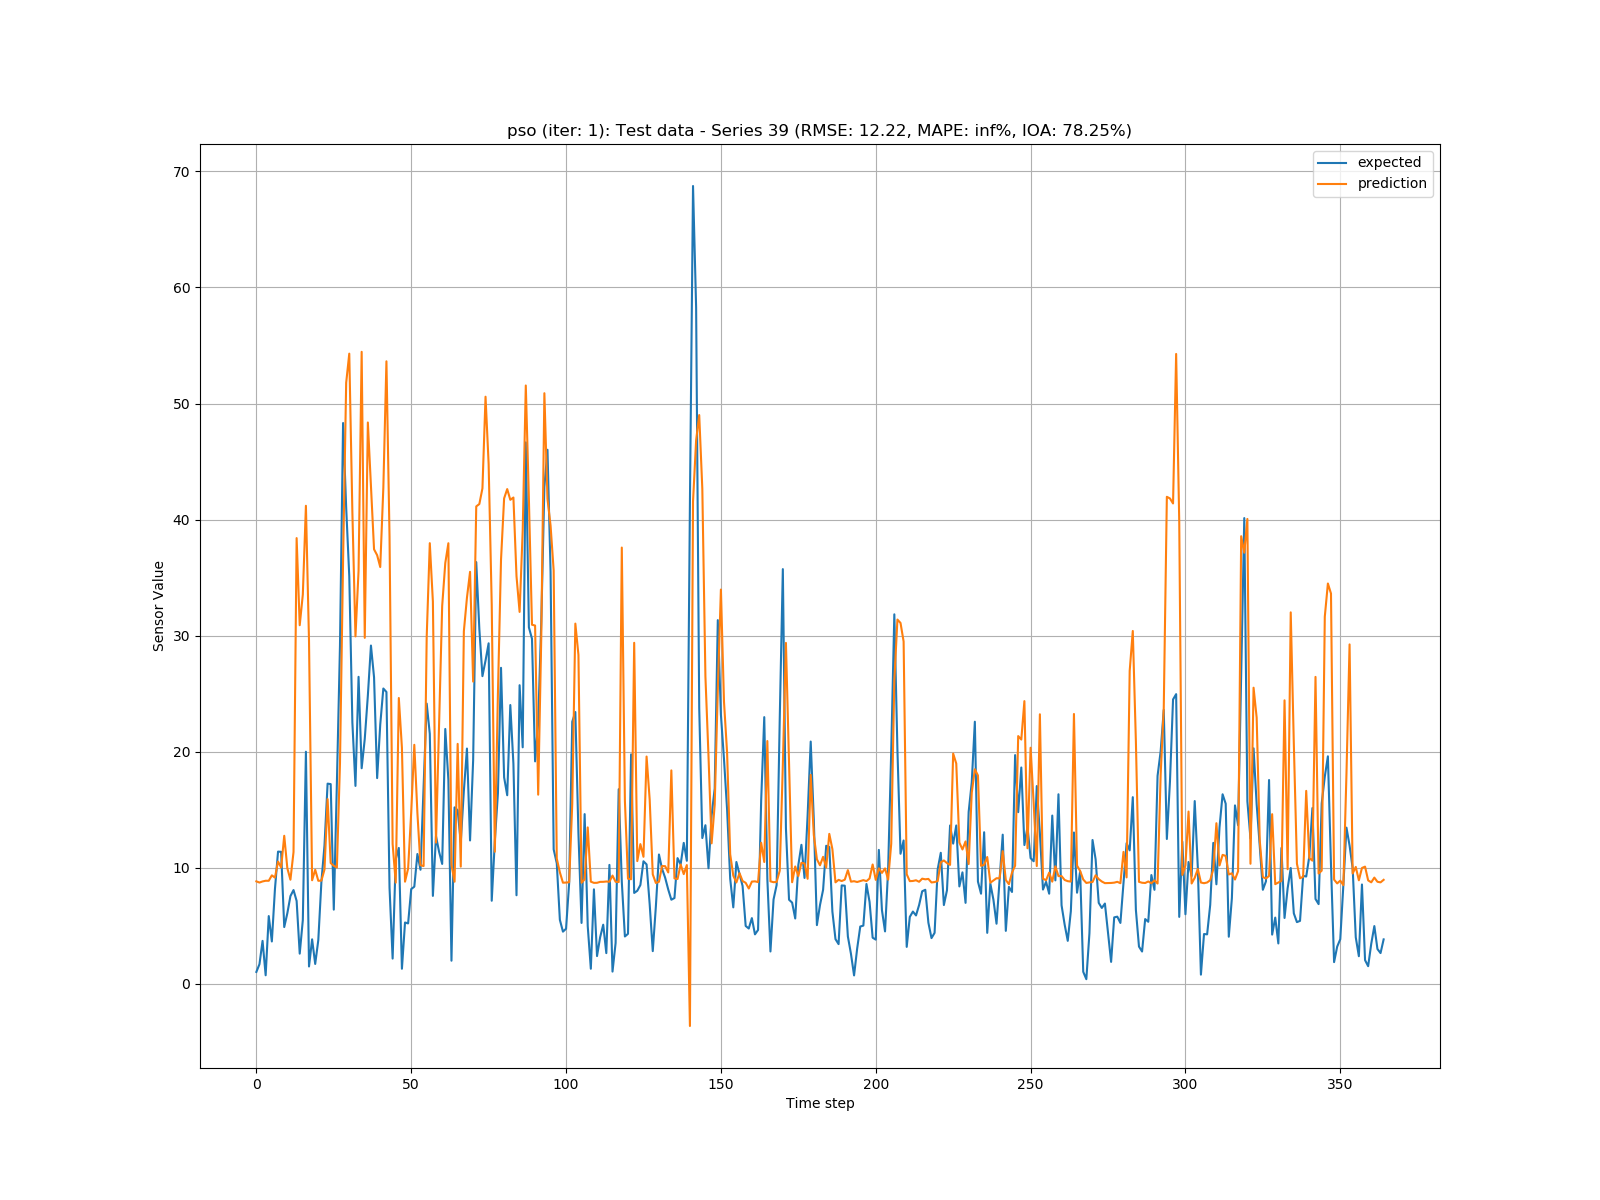 pso (iter: 1): Test data - Series 39 (RMSE: 12.22, MAPE: inf%, IOA: 78.25%)
expected
prediction
70
60
50
40
30
20
10
0
Sensor Value
0 50 100 150 200 250 300 350
Time step